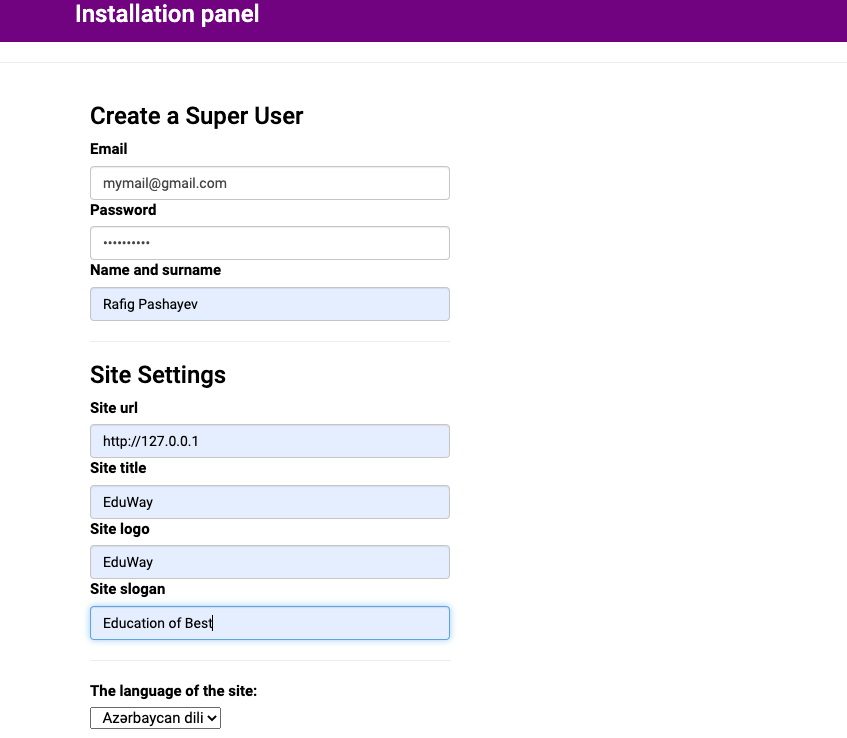 Installation panel
Create a Super User
Email
mymail@gmail.com
Password
••••••••••
Name and surname
Rafig Pashayev
Site Settings
Site url
http://127.0.0.1
Site title
EduWay
Site logo
EduWay
Site slogan
Education of Best
The language of the site:
Azərbaycan dili